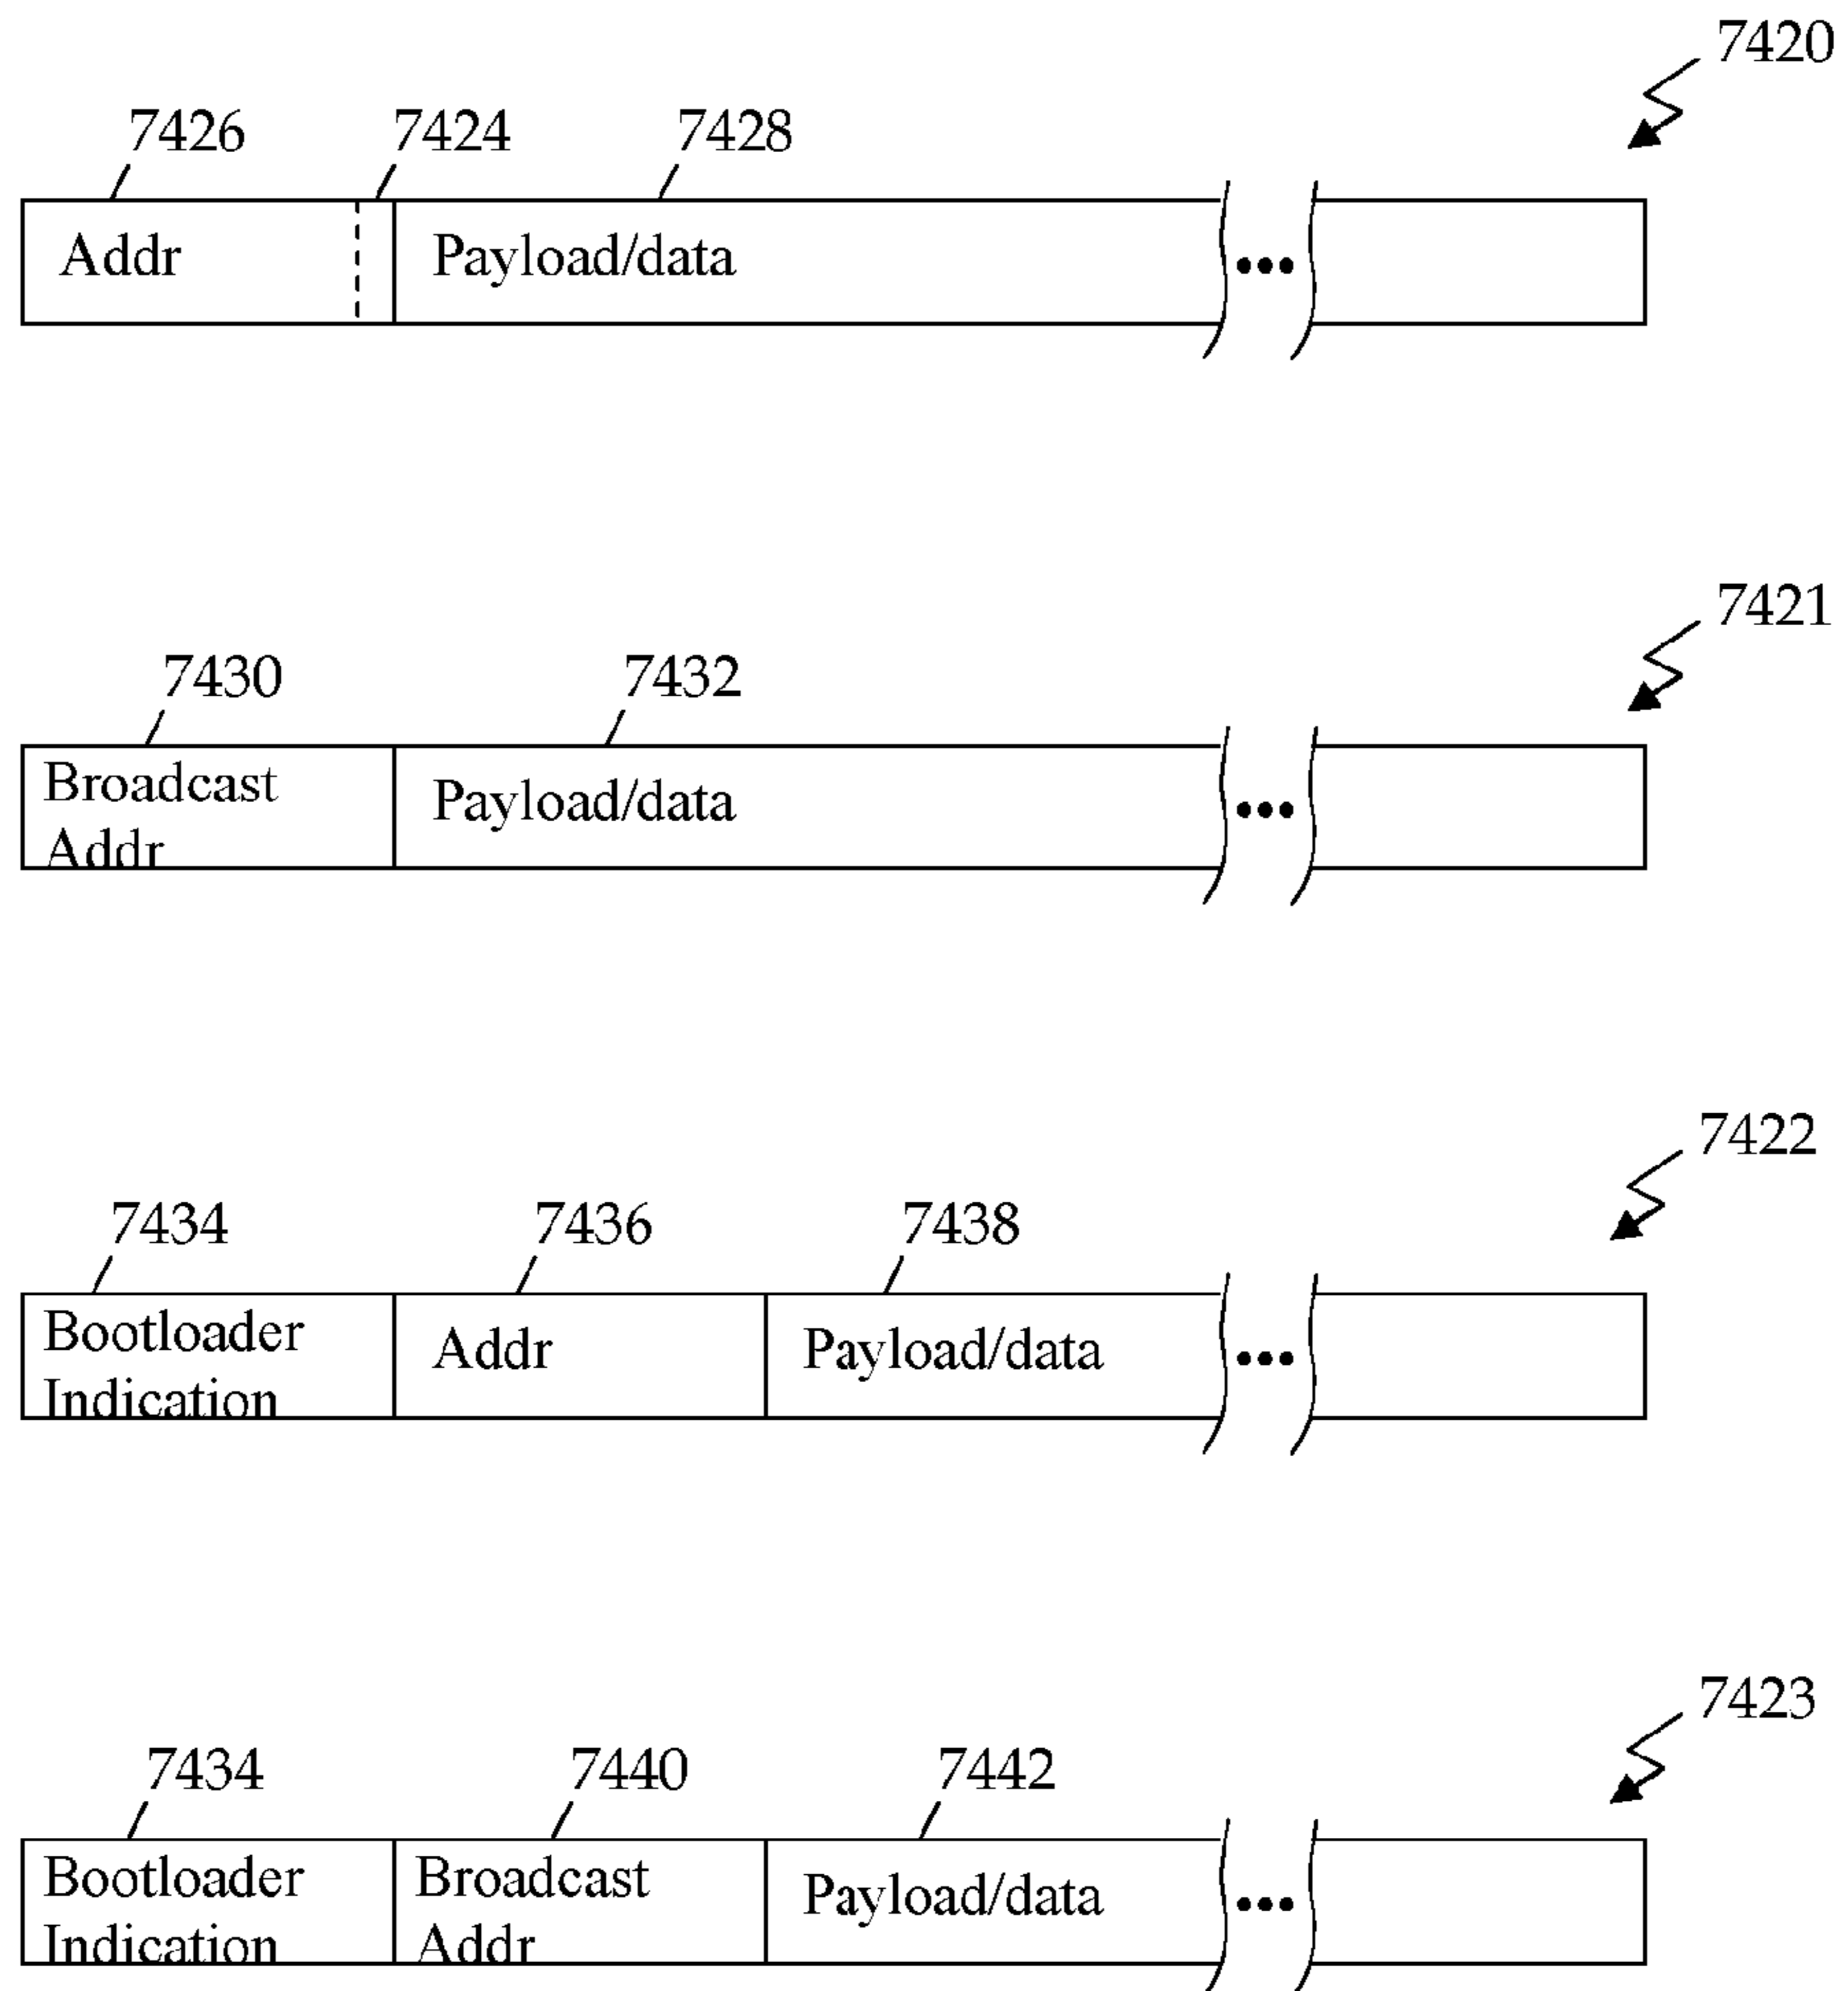 7420
7426 7424 7428
Addr Payload/data
7421
7430 7432
Broadcast
Addr
Payload/data
7422
7434 7436 7438
Bootloader
Indication
Addr
Payload/data
7423
7434 7440 7442
Bootloader
Indication
Broadcast
Addr
Payload/data